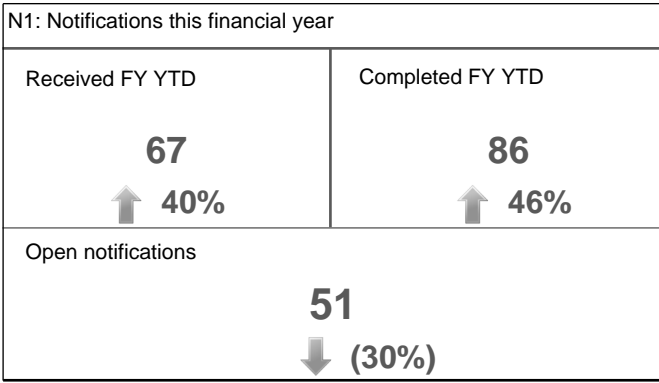 N1: Notifications this financial year
Received FY YTD
67
40%
Completed FY YTD
86
46%
Open notifications
51
(30%)